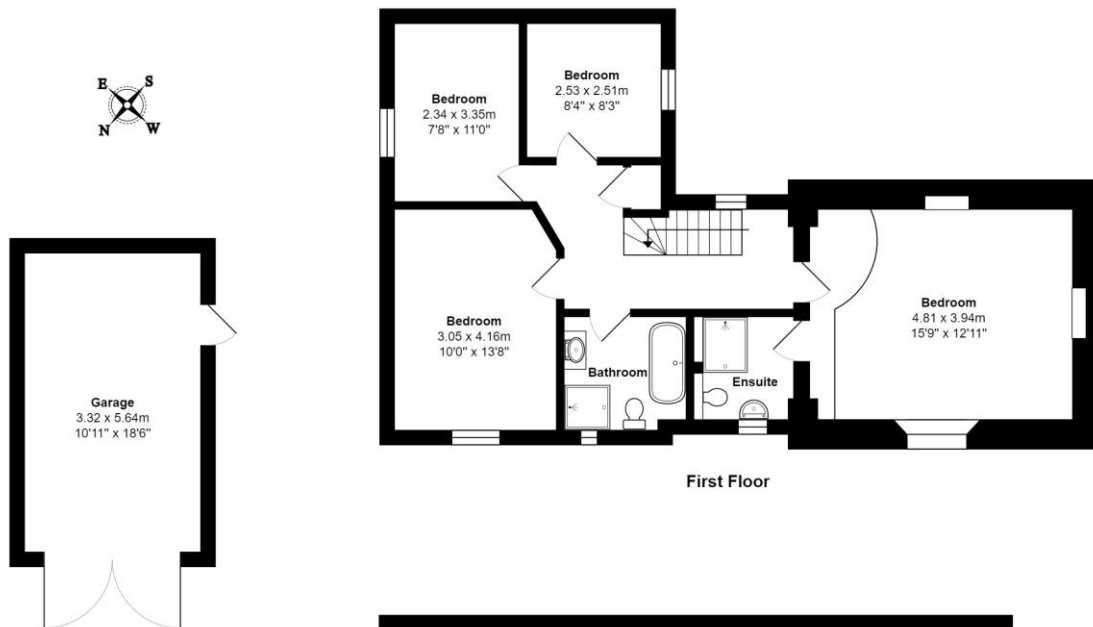 E S
N W
Bedroom
2.34 x 3.35m
7'8" x 11'0"
Bedroom
2.53 x 2.51m
8'4" x 8'3"
Bedroom
3.05 x 4.16m
10'0" x 13'8"
Bedroom
4.81 x 3.94m
15'9" x 12'11"
Bathroom
Ensuite
Garage
3.32 x 5.64m
10'11" x 18'6"
First Floor